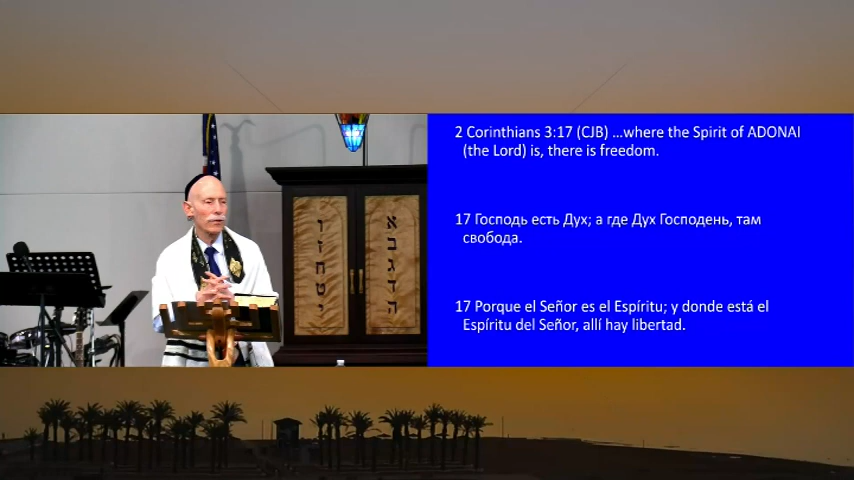 א
ב
ג
ד
ה
ו
ז
ח
ט
י
2 Corinthians 3:17 (CJB) …where the Spirit of ADONAI
(the Lord) is, there is freedom.
17 Господь есть Дух; а где Дух Господень, там
свобода.
17 Porque el Señor es el Espíritu; y donde está el
Espíritu del Señor, allí hay libertad.